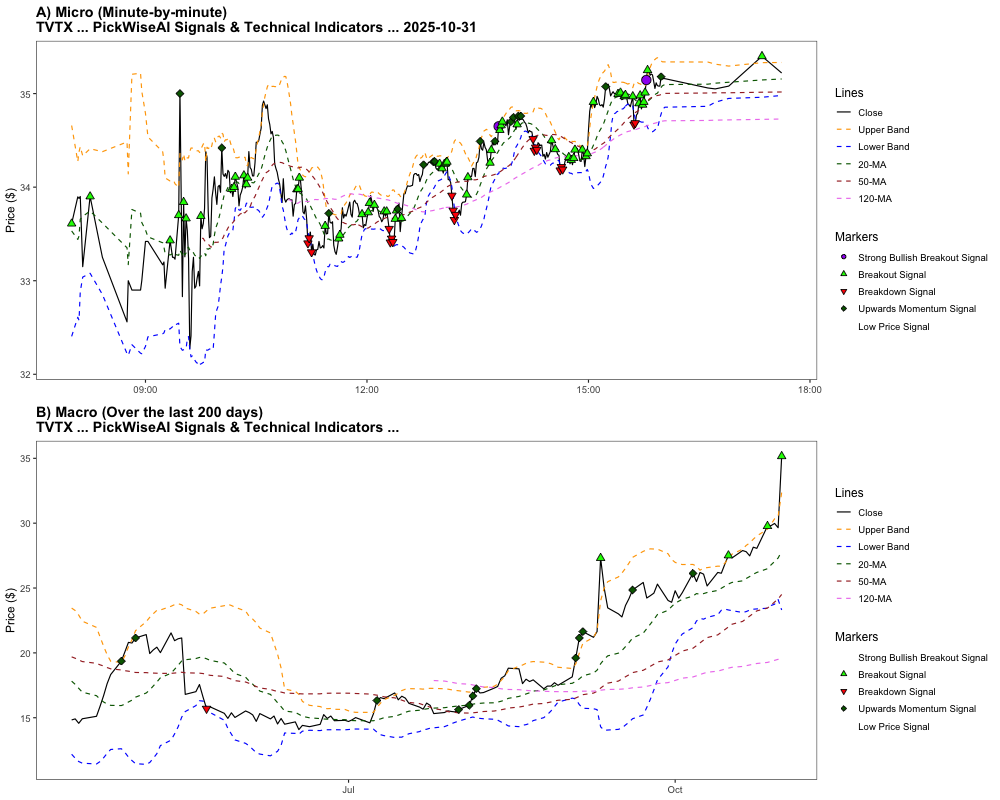 A) Micro (Minute-by-minute)
TVTX ... PickWiseAI Signals & Technical Indicators ... 2025-10-31
Price ($)
35
34
33
32
09:00
12:00
15:00
18:00
Lines
Close
Upper Band
Lower Band
20-MA
50-MA
120-MA
Markers
Strong Bullish Breakout Signal
Breakout Signal
Breakdown Signal
Upwards Momentum Signal
Low Price Signal
B) Macro (Over the last 200 days)
TVTX ... PickWiseAI Signals & Technical Indicators ...
Price ($)
35
30
25
20
15
Jul
Oct
Lines
Close
Upper Band
Lower Band
20-MA
50-MA
120-MA
Markers
Strong Bullish Breakout Signal
Breakout Signal
Breakdown Signal
Upwards Momentum Signal
Low Price Signal